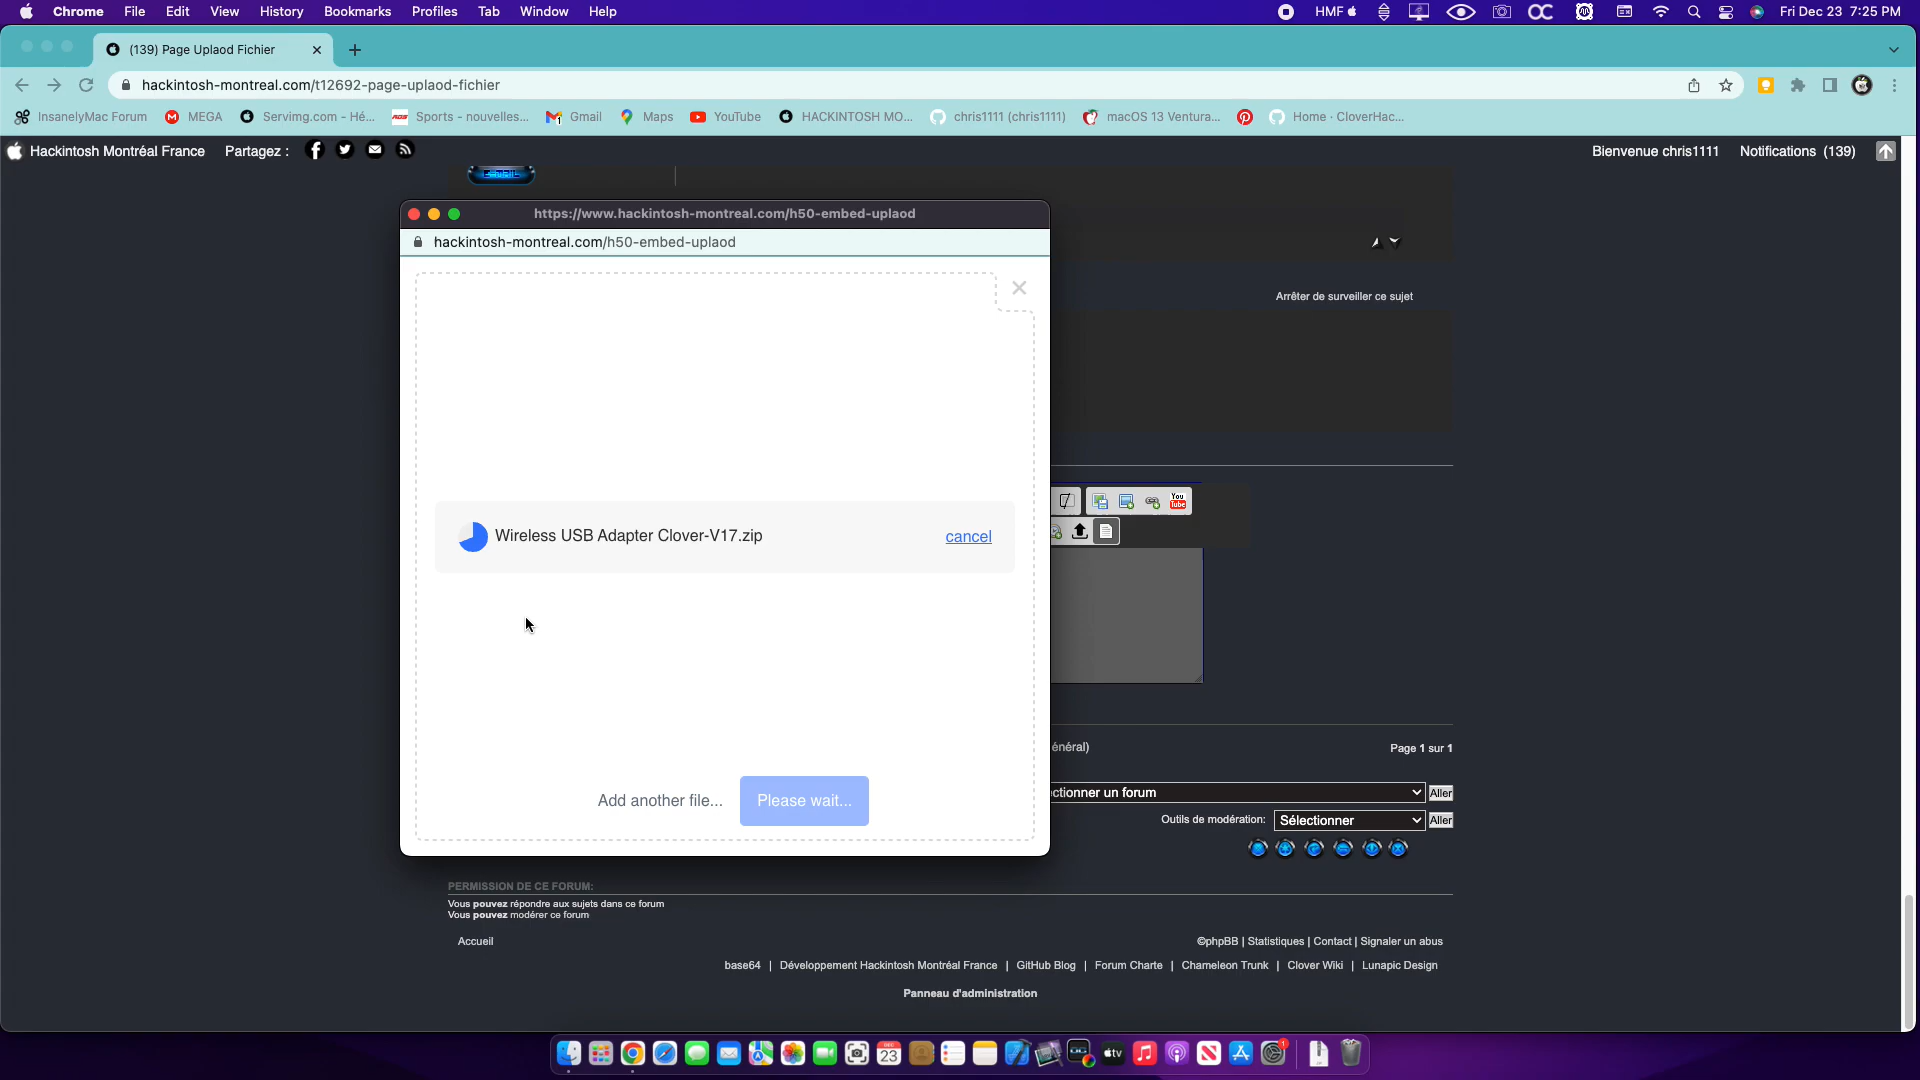 Chrome File Edit View History Bookmarks Profiles Tab Window Help HMF Fri Dec 23 7:25 PM
(139) Page Uplaod Fichier
hackintosh-montreal.com/t12692-page-uplaod-fichier
InsanelyMac Forum MEGA Servimg.com - Hé... Sports - nouvelles... Gmail Maps YouTube HACKINTOSH MO... chris1111 (chris1111) macOS 13 Ventura... Home · CloverHac...
Hackintosh Montréal France Partagez : Bienvenue chris1111 Notifications (139)
E-MAIL
https://www.hackintosh-montreal.com/h50-embed-uplaod
hackintosh-montreal.com/h50-embed-uplaod
Arrêter de surveiller ce sujet
You Tube
Wireless USB Adapter Clover-V17.zip cancel
énéral) Page 1 sur 1
Add another file... Please wait...
ctionner un forum Aller
Outils de modération: Sélectionner Aller
PERMISSION DE CE FORUM:
Vous pouvez répondre aux sujets dans ce forum
Vous pouvez modérer ce forum
Accueil ©phpBB | Statistiques | Contact | Signaler un abus
base64 | Développement Hackintosh Montréal France | GitHub Blog | Forum Charte | Chameleon Trunk | Clover Wiki | Lunapic Design
Panneau d'administration
DEC 23 tv 1